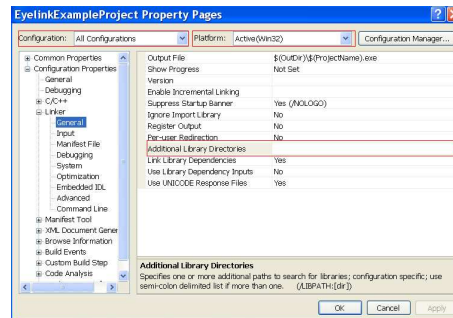 EyelinkExampleProject Property Pages
Configuration: All Configurations Platform: Active(Win32) Configuration Manager...
Common Properties
Configuration Properties
General
Debugging
C/C++
Linker
General
Input
Manifest File
Debugging
System
Optimization
Embedded IDL
Advanced
Command Line
Manifest Tool
XML Document Gener
Browse Information
Build Events
Custom Build Step
Code Analysis
Output File $(OutDir)\$(ProjectName).exe
Show Progress Not Set
Version
Enable Incremental Linking
Suppress Startup Banner Yes (/NOLOGO)
Ignore Import Library No
Register Output No
Per-user Redirection No
Additional Library Directories
Link Library Dependencies Yes
Use Library Dependency Inputs No
Use UNICODE Response Files Yes
Additional Library Directories
Specifies one or more additional paths to search for libraries; configuration specific; use
semi-colon delimited list if more than one. (/LIBPATH:[dir])
OK Cancel Apply